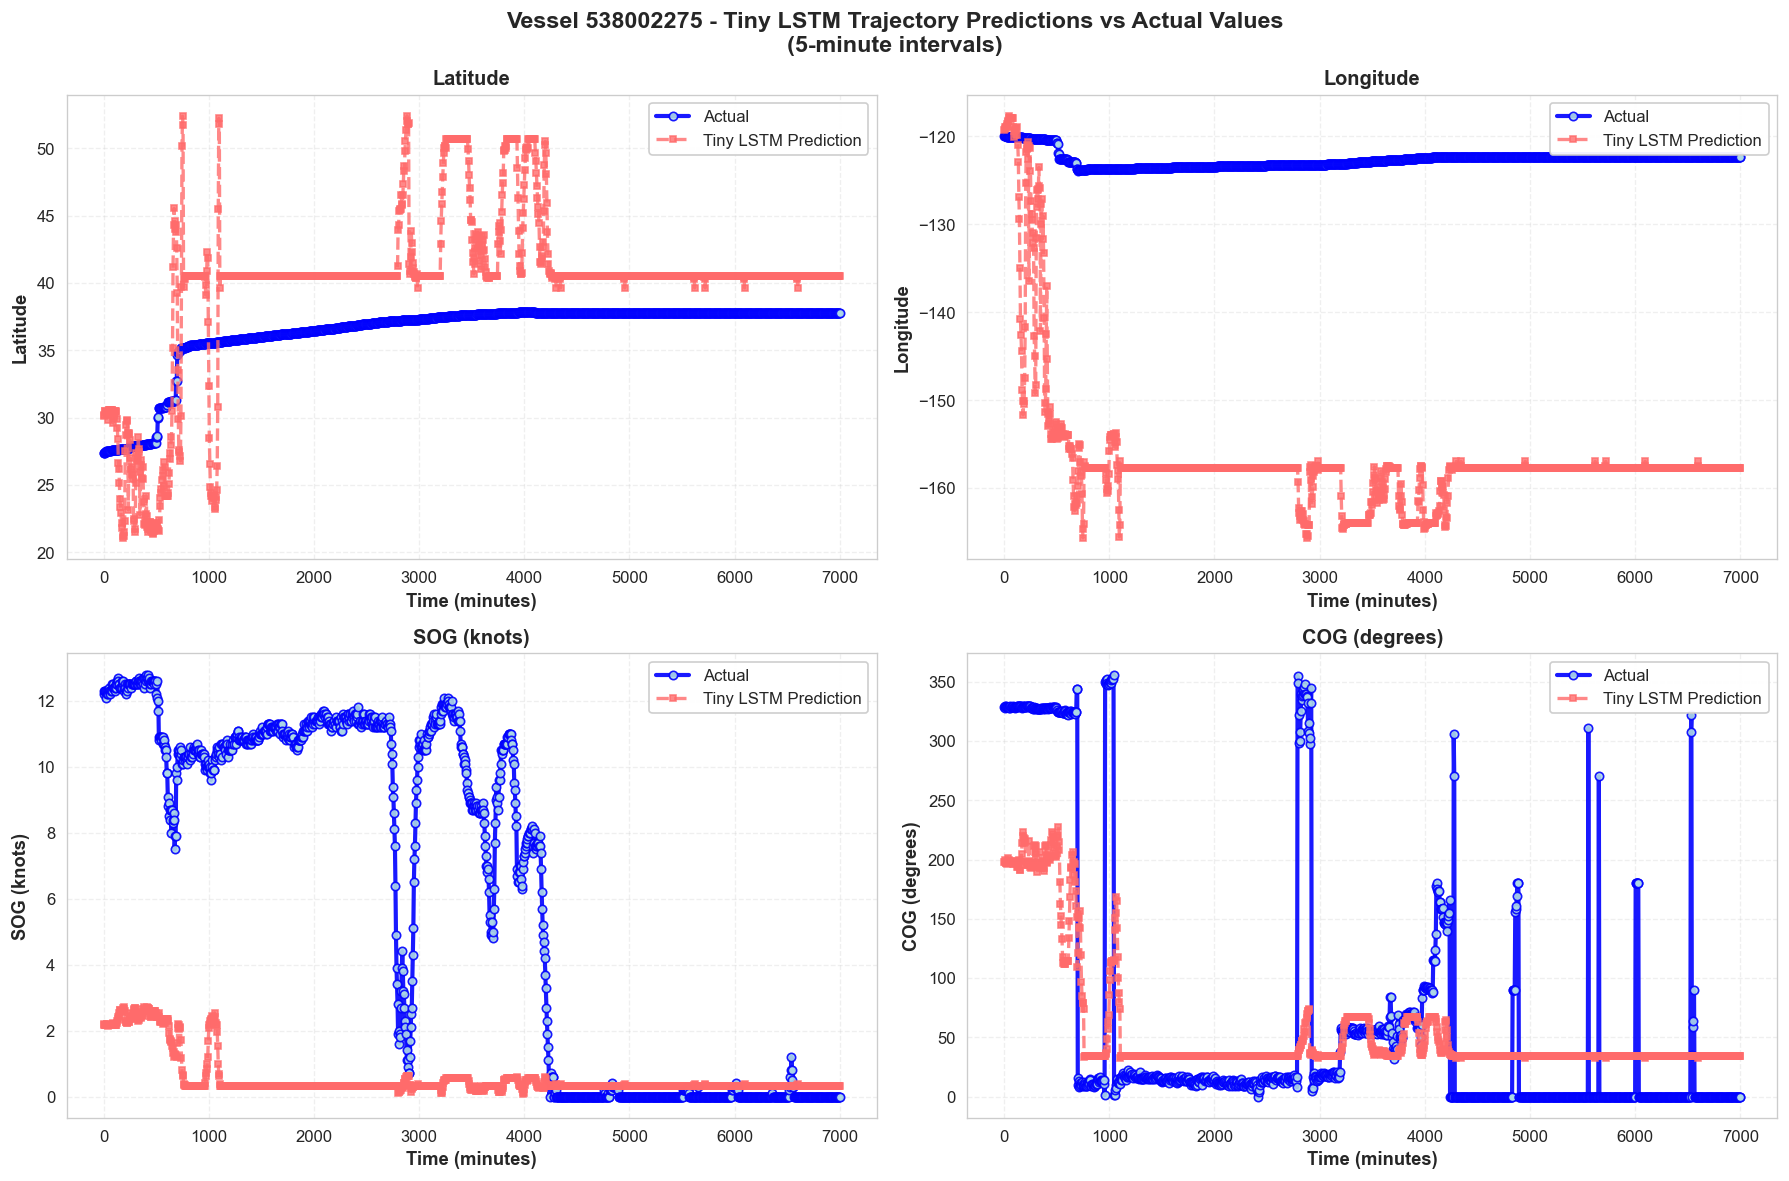 Vessel 538002275 - Tiny LSTM Trajectory Predictions vs Actual Values
(5-minute intervals)
Latitude
Actual
Tiny LSTM Prediction
Latitude
50
45
40
35
30
25
20
0 1000 2000 3000 4000 5000 6000 7000
Time (minutes)
Longitude
Actual
Tiny LSTM Prediction
Longitude
−120
−130
−140
−150
−160
0 1000 2000 3000 4000 5000 6000 7000
Time (minutes)
SOG (knots)
Actual
Tiny LSTM Prediction
SOG (knots)
12
10
8
6
4
2
0
0 1000 2000 3000 4000 5000 6000 7000
Time (minutes)
COG (degrees)
Actual
Tiny LSTM Prediction
COG (degrees)
350
300
250
200
150
100
50
0
0 1000 2000 3000 4000 5000 6000 7000
Time (minutes)